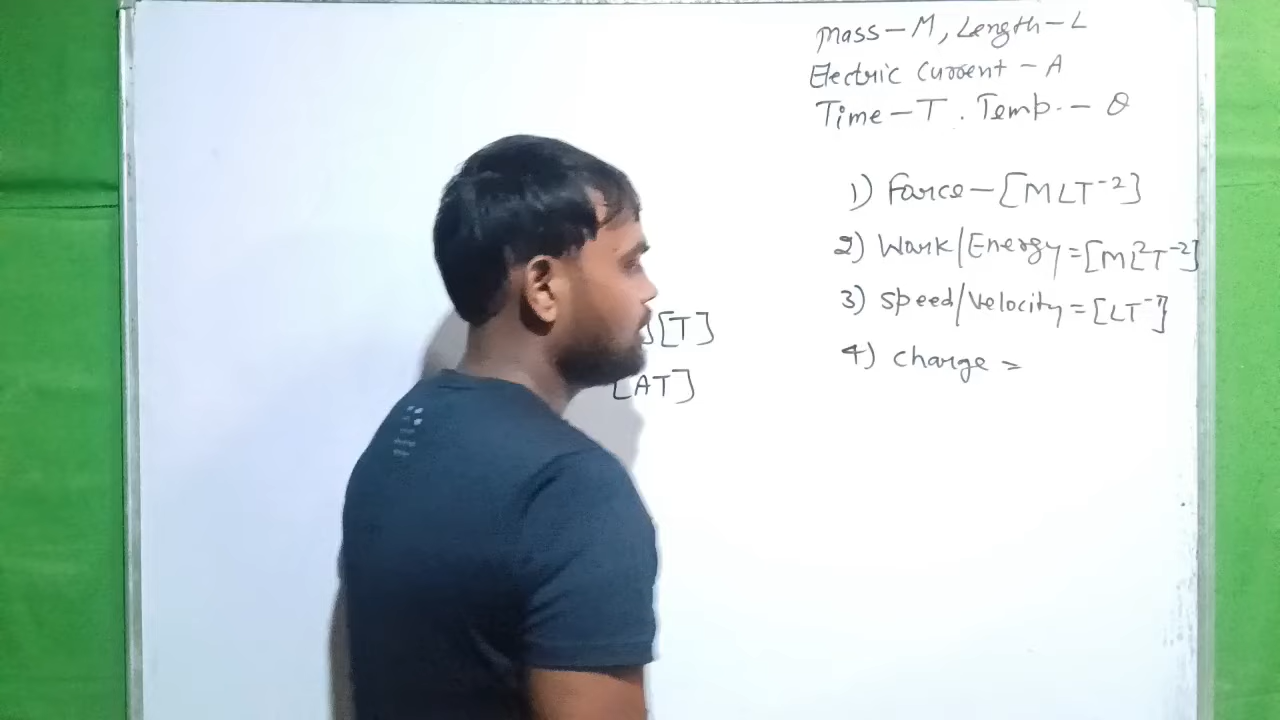 Mass - M, Length - L
Electric Current - A
Time - T . Temp. - θ
1) Force - [MLT⁻²]
2) Work/Energy = [ML²T⁻²]
3) Speed/Velocity = [LT⁻¹]
4) Charge =
][T]
[AT]